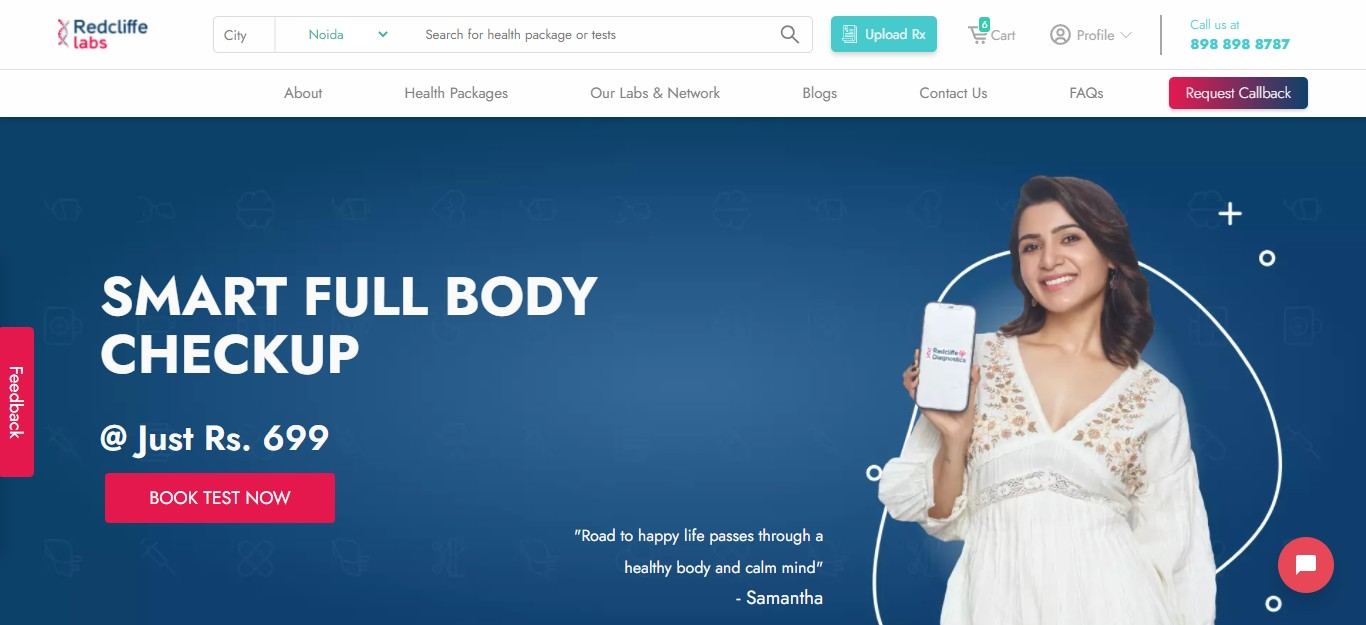 Redcliffe
labs
City
Noida
Search for health package or tests
Upload Rx
6
Cart
Profile
Call us at
898 898 8787
About
Health Packages
Our Labs & Network
Blogs
Contact Us
FAQs
Request Callback
SMART FULL BODY
CHECKUP
@ Just Rs. 699
BOOK TEST NOW
Feedback
Redcliffe
Diagnostics
"Road to happy life passes through a
healthy body and calm mind"
- Samantha